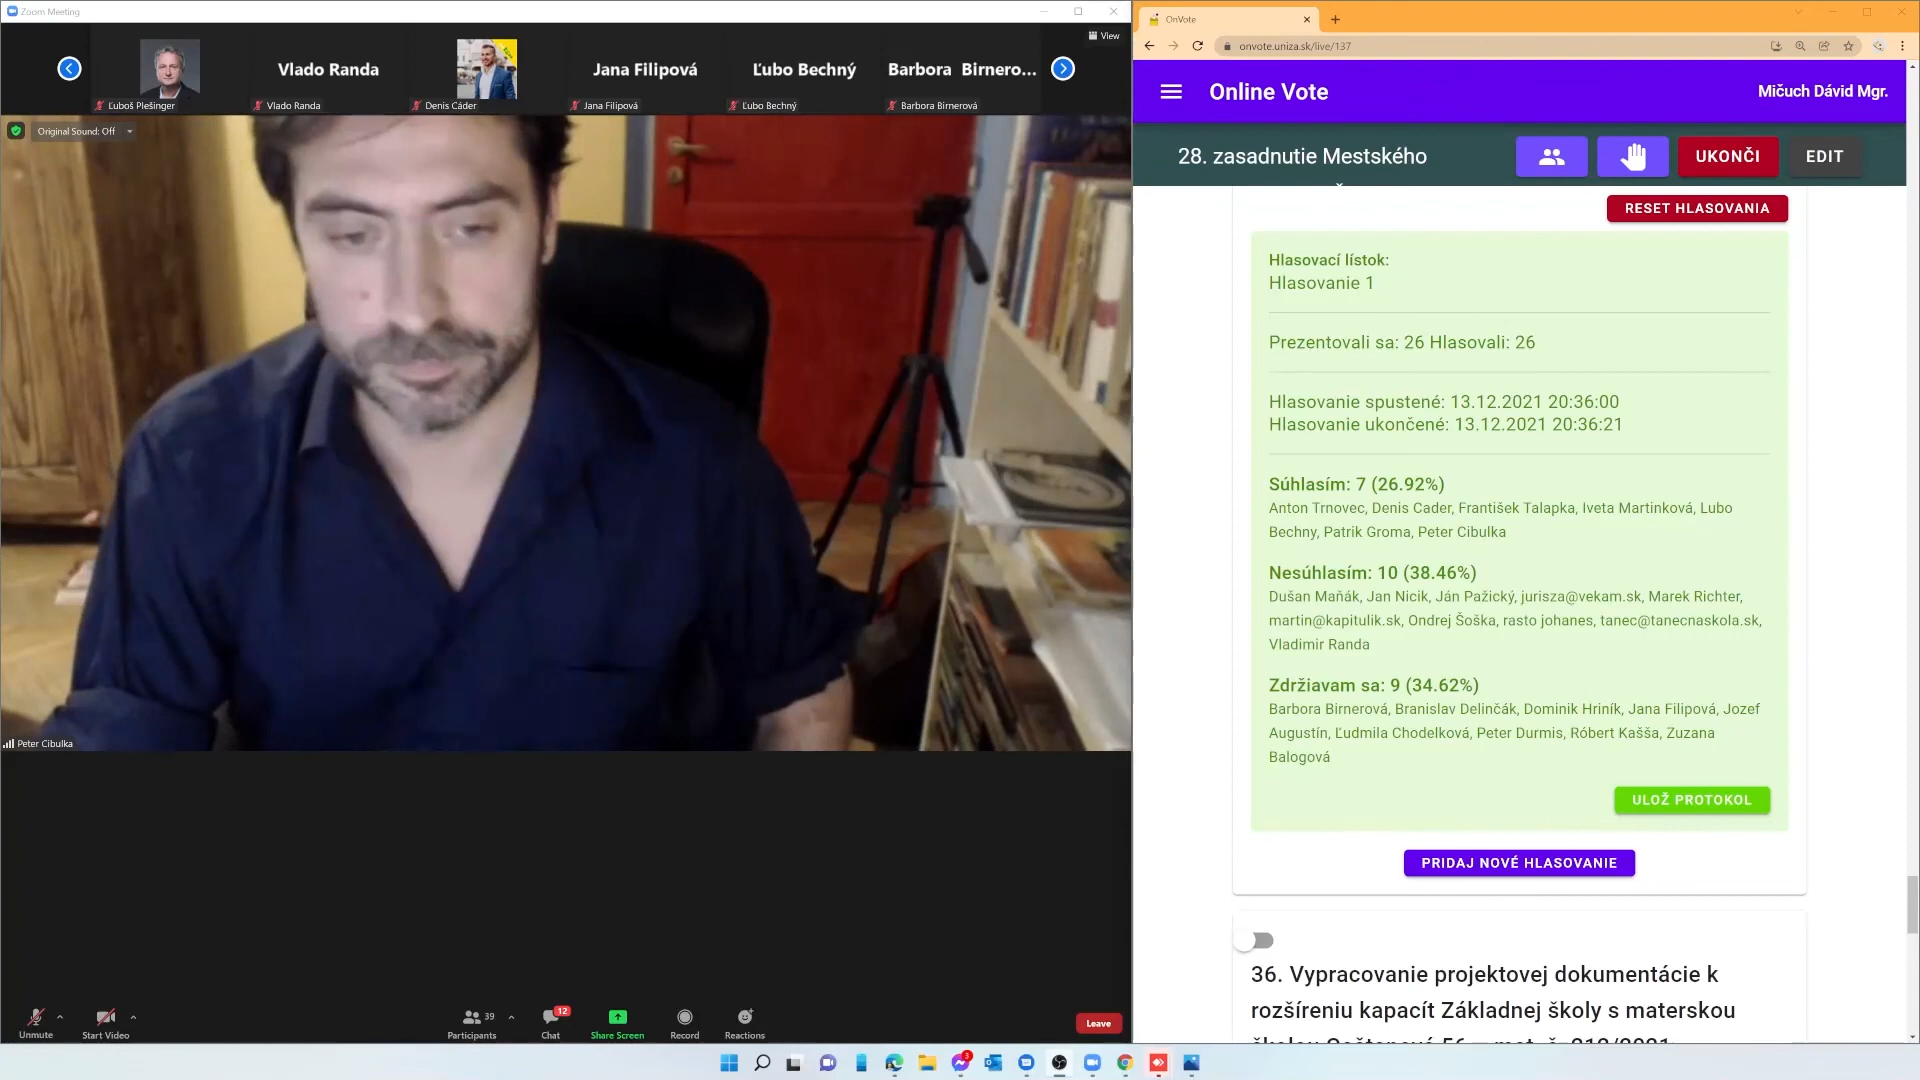 Zoom Meeting
View
Vlado Randa
Jana Filipová
Ľubo Bechný
Barbora Birnero...
Ľuboš Plešinger
Vlado Randa
Denis Cáder
Jana Filipová
Ľubo Bechný
Barbora Birnerová
Original Sound: Off
Peter Cibulka
Unmute
Start Video
39
Participants
12
Chat
Share Screen
Record
Reactions
Leave
OnVote
onvote.uniza.sk/live/137
Online Vote
Mičuch Dávid Mgr.
28. zasadnutie Mestského
UKONČI
EDIT
RESET HLASOVANIA
Hlasovací lístok:
Hlasovanie 1
Prezentovali sa: 26 Hlasovali: 26
Hlasovanie spustené: 13.12.2021 20:36:00
Hlasovanie ukončené: 13.12.2021 20:36:21
Súhlasím: 7 (26.92%)
Anton Trnovec, Denis Cader, František Talapka, Iveta Martinková, Lubo
Bechny, Patrik Groma, Peter Cibulka
Nesúhlasím: 10 (38.46%)
Dušan Maňák, Jan Nicik, Ján Pažický, jurisza@vekam.sk, Marek Richter,
martin@kapitulik.sk, Ondrej Šoška, rasto johanes, tanec@tanecnaskola.sk,
Vladimir Randa
Zdržiavam sa: 9 (34.62%)
Barbora Birnerová, Branislav Delinčák, Dominik Hriník, Jana Filipová, Jozef
Augustín, Ľudmila Chodelková, Peter Durmis, Róbert Kašša, Zuzana
Balogová
ULOŽ PROTOKOL
PRIDAJ NOVÉ HLASOVANIE
36. Vypracovanie projektovej dokumentácie k
rozšíreniu kapacít Základnej školy s materskou
3